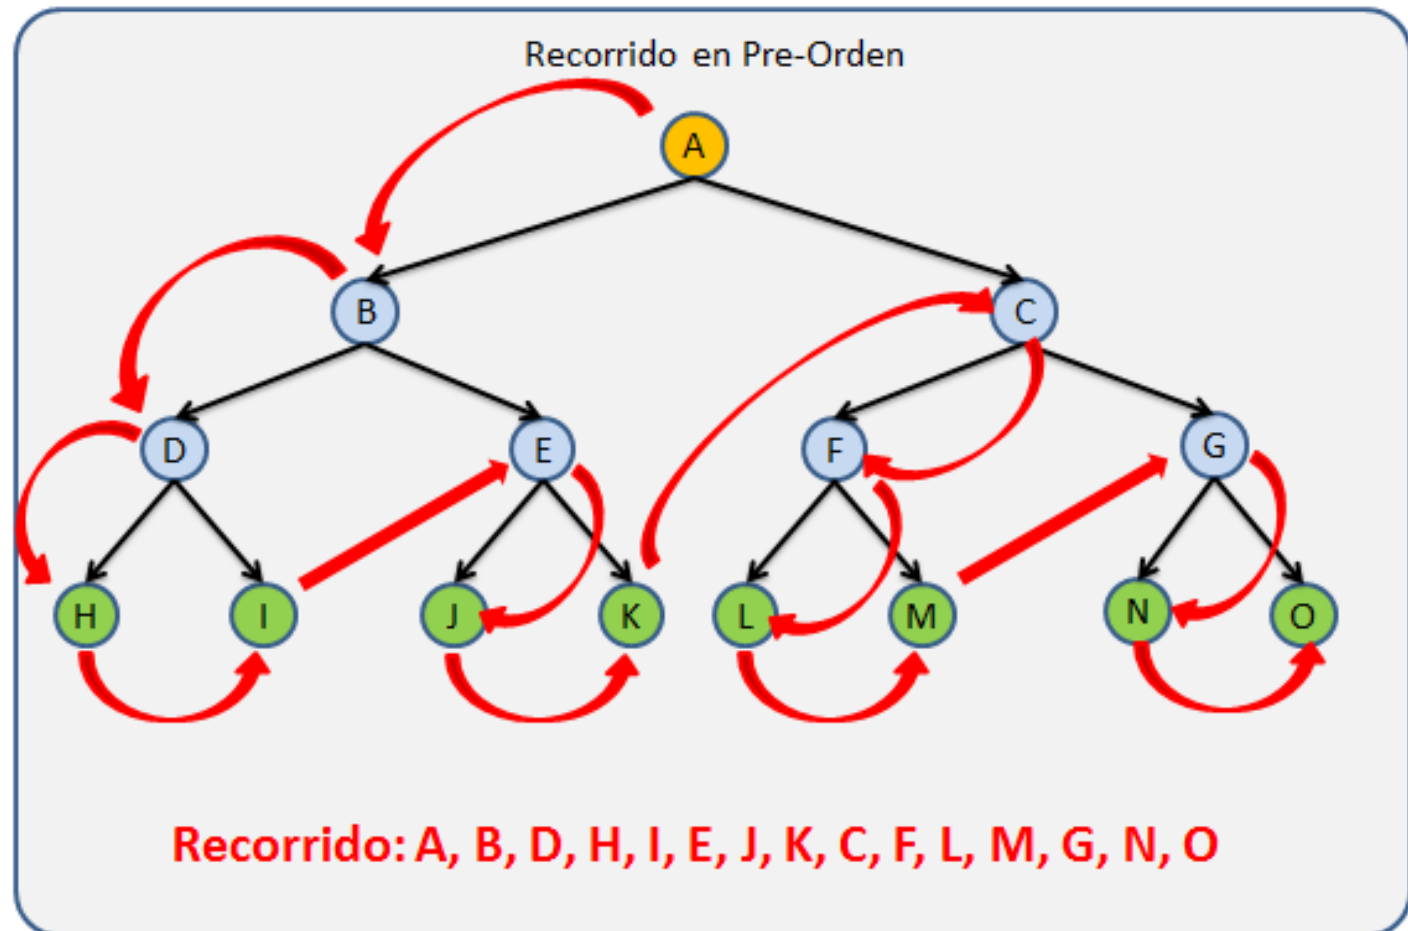 Recorrido en Pre-Orden
A
B
C
D
E
F
G
H
I
J
K
L
M
N
O
Recorrido: A, B, D, H, I, E, J, K, C, F, L, M, G, N, O